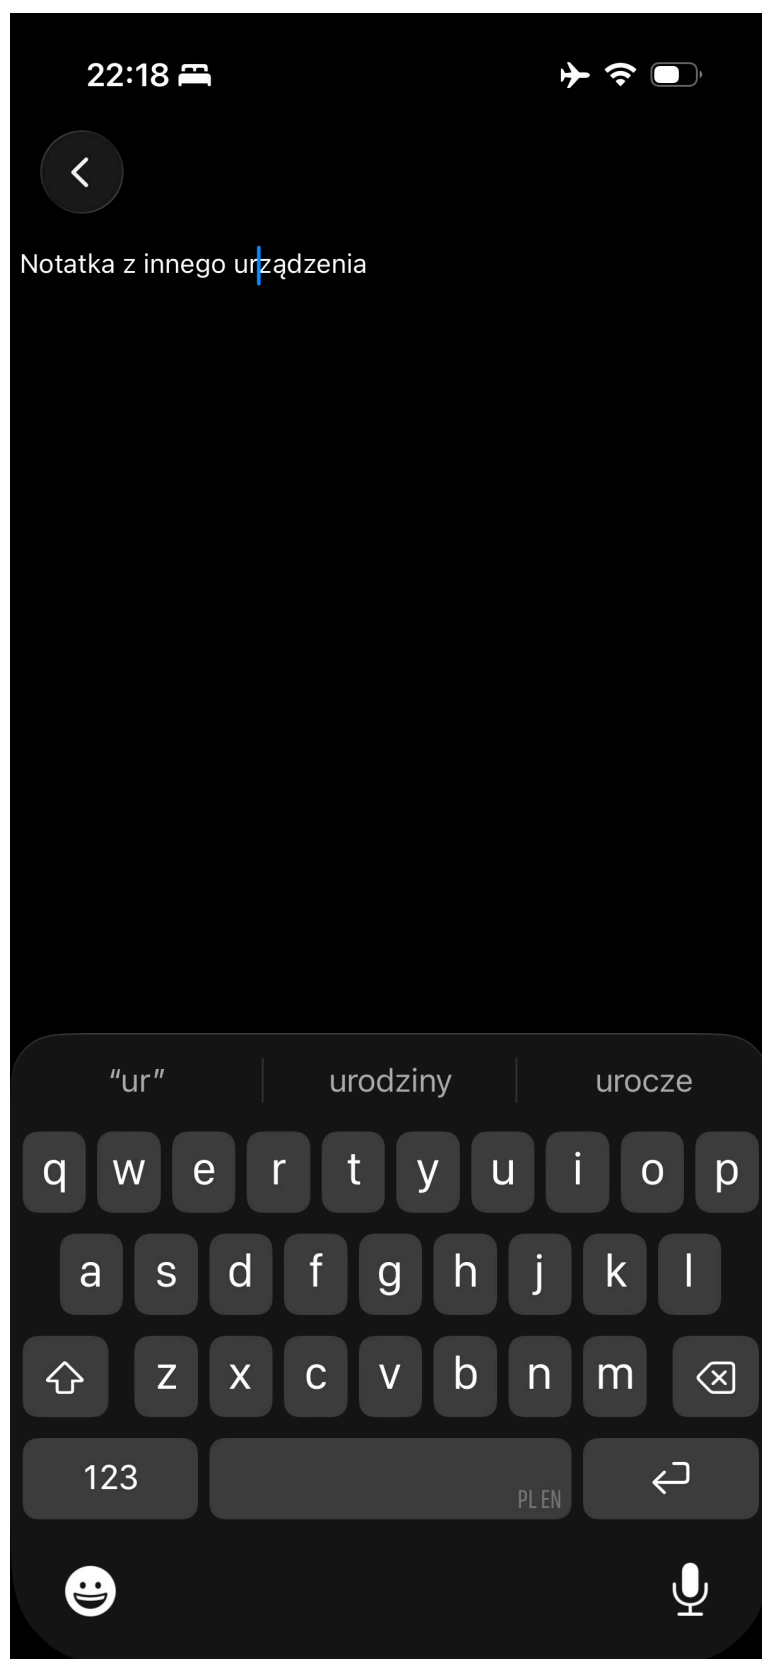 22:18
Notatka z innego urządzenia
“ur” urodziny urocze
q w e r t y u i o p
a s d f g h j k l
z x c v b n m
123 PL EN